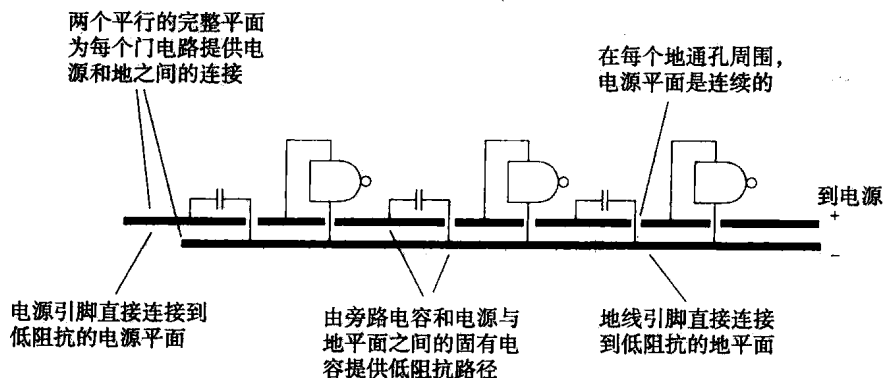 两个平行的完整平面
为每个门电路提供电
源和地之间的连接
在每个地通孔周围，
电源平面是连续的
到电源
+
−
电源引脚直接连接到
低阻抗的电源平面
由旁路电容和电源与
地平面之间的固有电
容提供低阻抗路径
地线引脚直接连接
到低阻抗的地平面